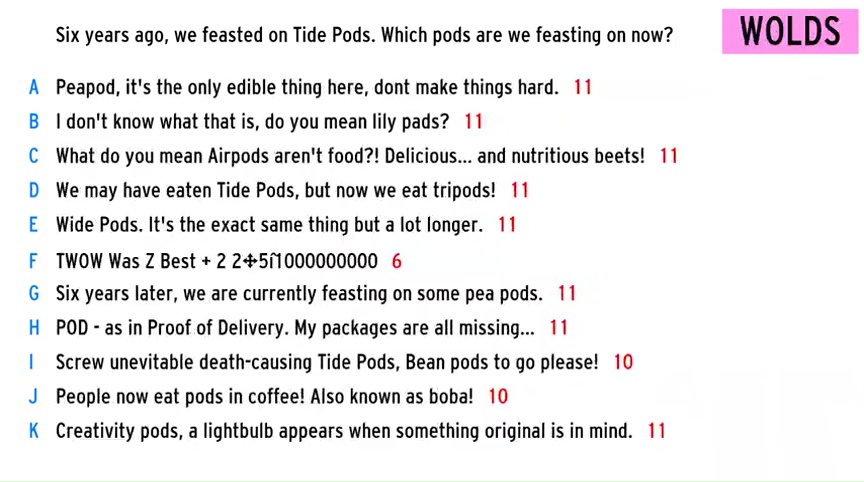 Six years ago, we feasted on Tide Pods. Which pods are we feasting on now?
WOLDS
A Peapod, it's the only edible thing here, dont make things hard. 11
B I don't know what that is, do you mean lily pads? 11
C What do you mean Airpods aren't food?! Delicious... and nutritious beets! 11
D We may have eaten Tide Pods, but now we eat tripods! 11
E Wide Pods. It's the exact same thing but a lot longer. 11
F TWOW Was Z Best + 2 2 6
G Six years later, we are currently feasting on some pea pods. 11
H POD - as in Proof of Delivery. My packages are all missing... 11
I Screw unevitable death-causing Tide Pods, Bean pods to go please! 10
J People now eat pods in coffee! Also known as boba! 10
K Creativity pods, a lightbulb appears when something original is in mind. 11